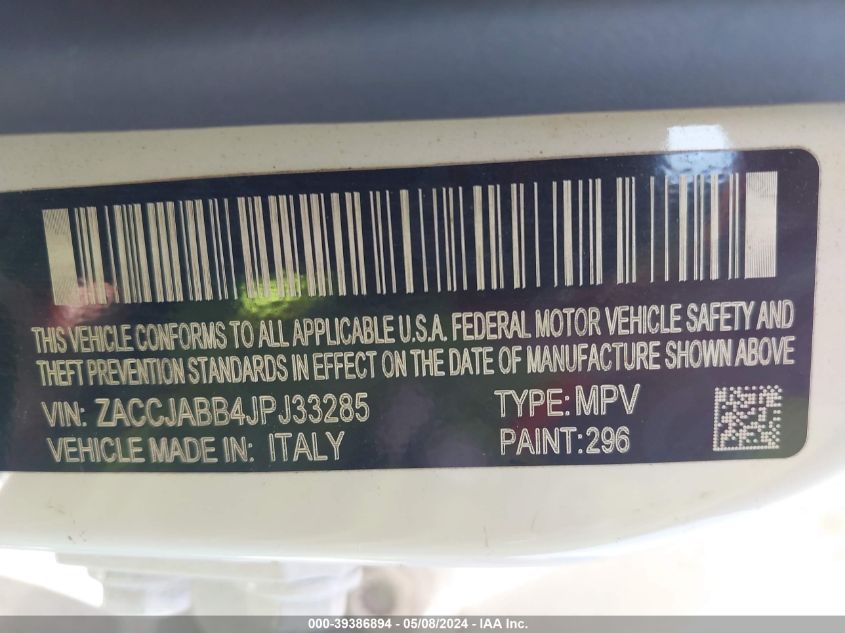 THIS VEHICLE CONFORMS TO ALL APPLICABLE U.S.A. FEDERAL MOTOR VEHICLE SAFETY AND
THEFT PREVENTION STANDARDS IN EFFECT ON THE DATE OF MANUFACTURE SHOWN ABOVE
VIN: ZACCJABB4JPJ33285 TYPE: MPV
VEHICLE MADE IN: ITALY PAINT:296
000-39386894 - 05/08/2024 - IAA Inc.